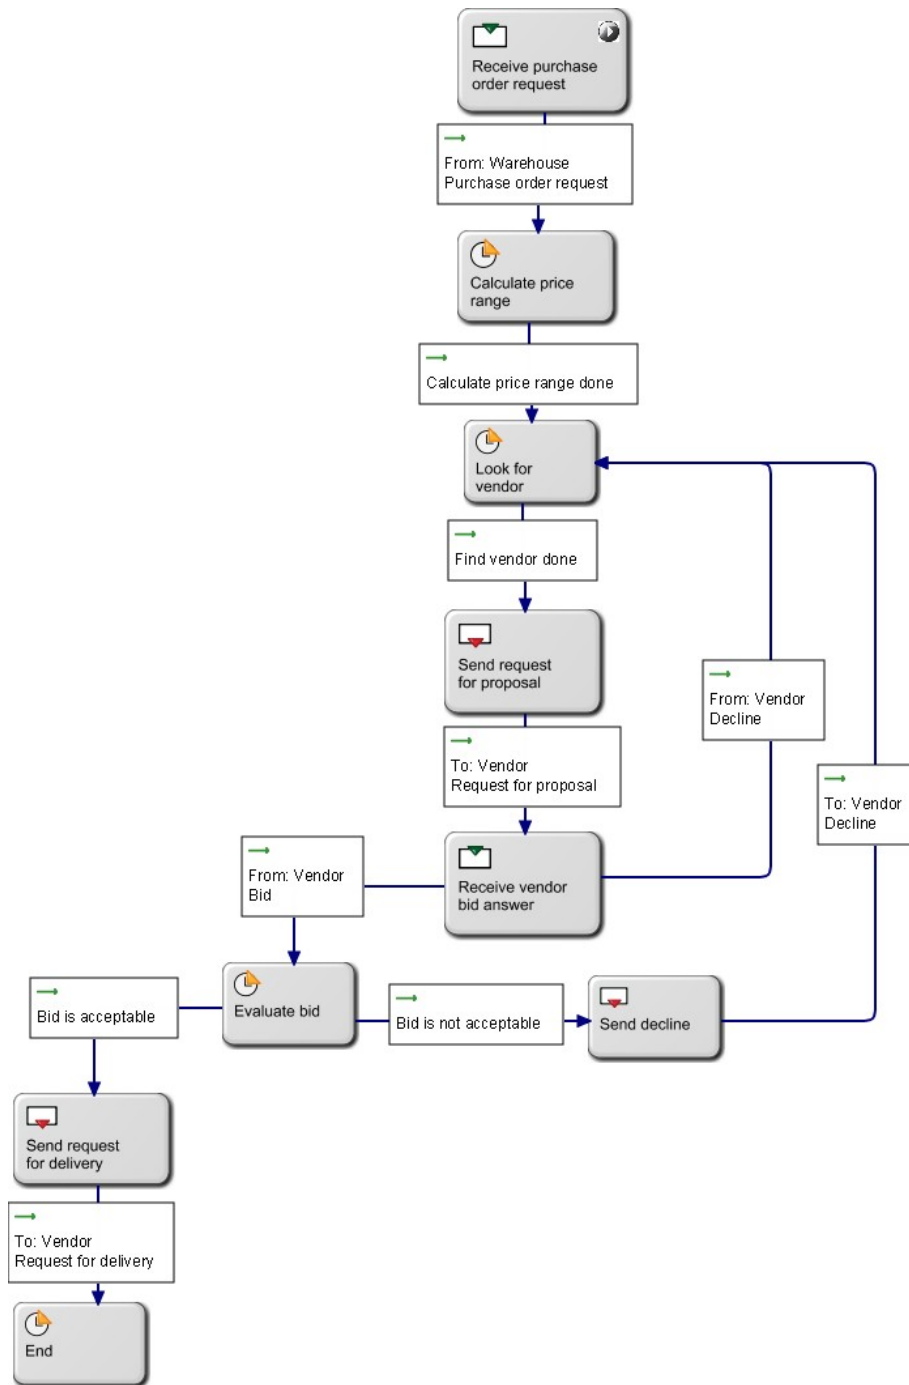 Receive purchase
order request
From: Warehouse
Purchase order request
Calculate price
range
Calculate price range done
Look for
vendor
Find vendor done
Send request
for proposal
From: Vendor
Decline
To: Vendor
Request for proposal
To: Vendor
Decline
Receive vendor
bid answer
From: Vendor
Bid
Evaluate bid
Bid is acceptable
Bid is not acceptable
Send decline
Send request
for delivery
To: Vendor
Request for delivery
End